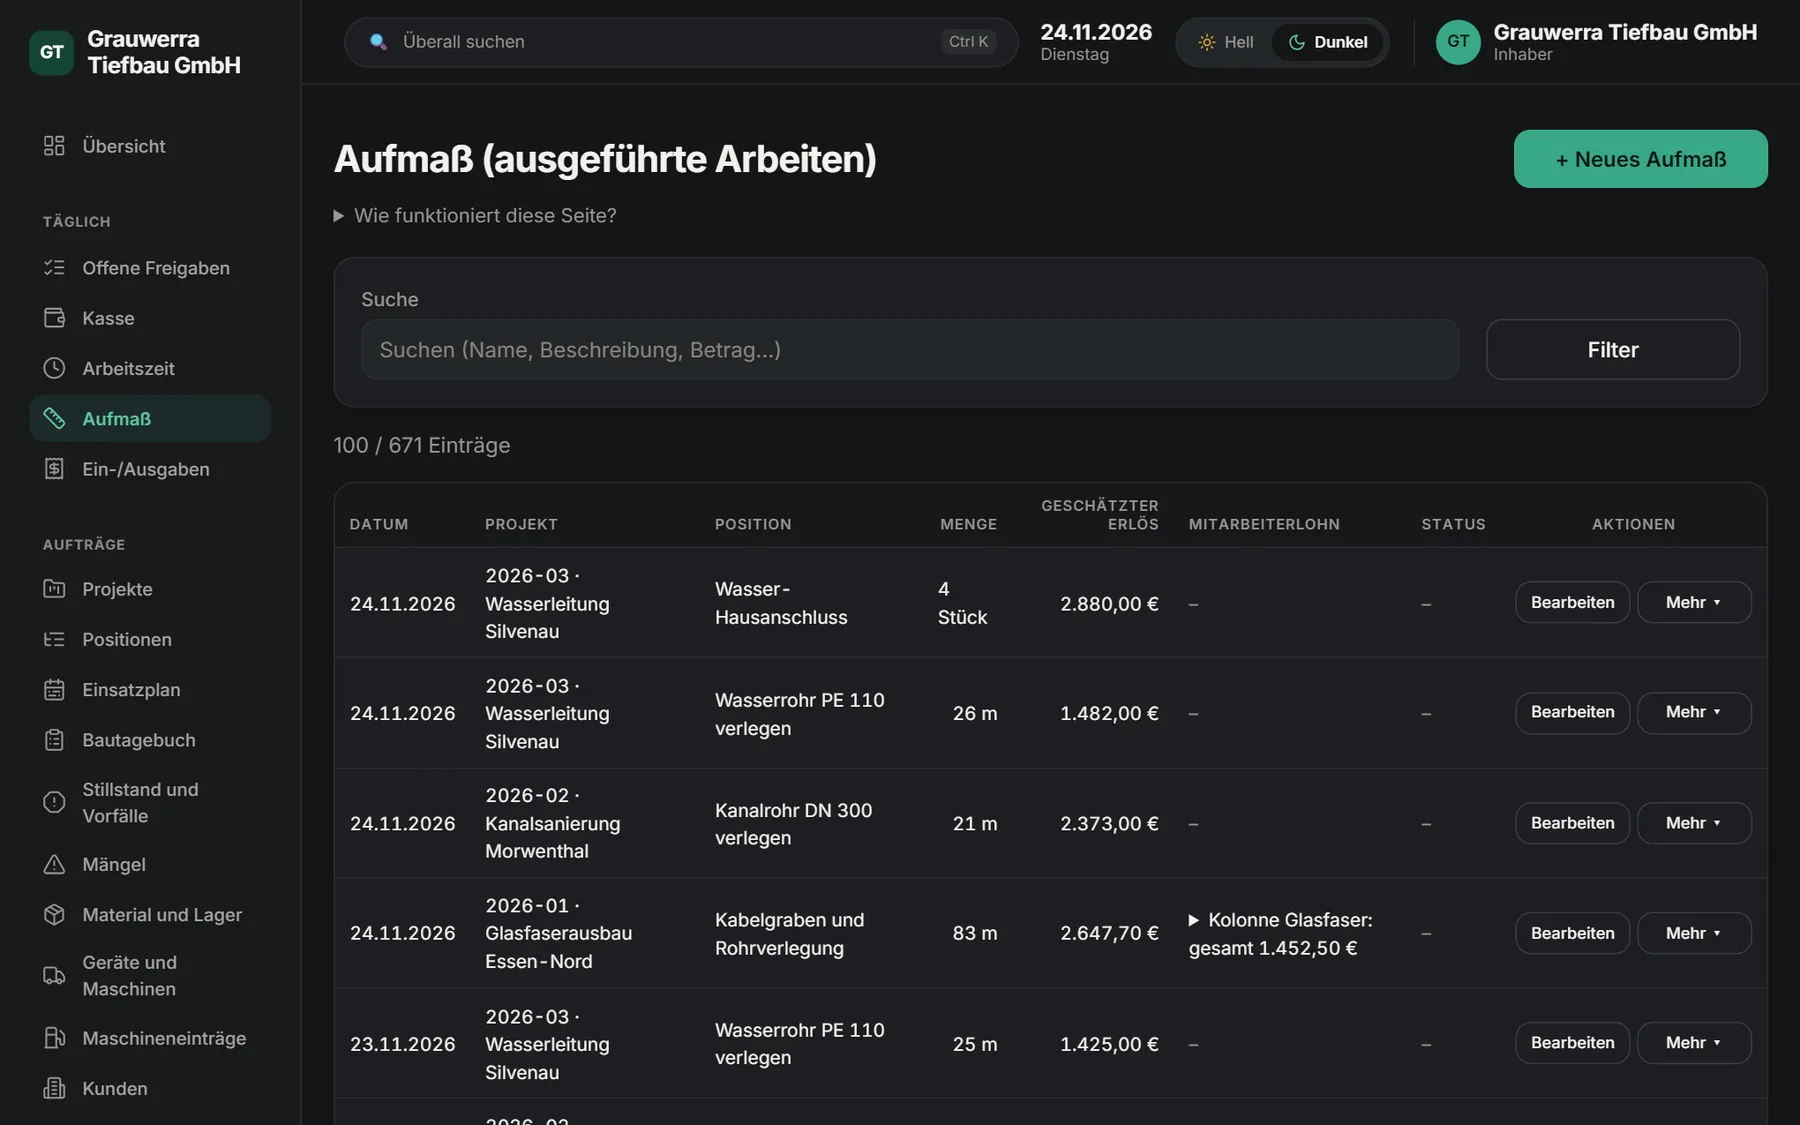 GT
Grauwerra
Tiefbau GmbH
Übersicht
TÄGLICH
Offene Freigaben
Kasse
Arbeitszeit
Aufmaß
Ein-/Ausgaben
AUFTRÄGE
Projekte
Positionen
Einsatzplan
Bautagebuch
Stillstand und
Vorfälle
Mängel
Material und Lager
Geräte und
Maschinen
Maschineneinträge
Kunden
Überall suchen
Ctrl K
24.11.2026
Dienstag
Hell
Dunkel
GT
Grauwerra Tiefbau GmbH
Inhaber
Aufmaß (ausgeführte Arbeiten)
+ Neues Aufmaß
▶ Wie funktioniert diese Seite?
Suche
Suchen (Name, Beschreibung, Betrag...)
Filter
100 / 671 Einträge
DATUM PROJEKT POSITION MENGE GESCHÄTZTER
ERLÖS MITARBEITERLOHN STATUS AKTIONEN
24.11.2026
2026-03 ·
Wasserleitung
Silvenau
Wasser-
Hausanschluss
4
Stück
2.880,00 €
–
–
Bearbeiten
Mehr ▾
24.11.2026
2026-03 ·
Wasserleitung
Silvenau
Wasserrohr PE 110
verlegen
26 m
1.482,00 €
–
–
Bearbeiten
Mehr ▾
24.11.2026
2026-02 ·
Kanalsanierung
Morwenthal
Kanalrohr DN 300
verlegen
21 m
2.373,00 €
–
–
Bearbeiten
Mehr ▾
24.11.2026
2026-01 ·
Glasfaserausbau
Essen-Nord
Kabelgraben und
Rohrverlegung
83 m
2.647,70 €
▶ Kolonne Glasfaser:
gesamt 1.452,50 €
–
Bearbeiten
Mehr ▾
23.11.2026
2026-03 ·
Wasserleitung
Silvenau
Wasserrohr PE 110
verlegen
25 m
1.425,00 €
–
–
Bearbeiten
Mehr ▾